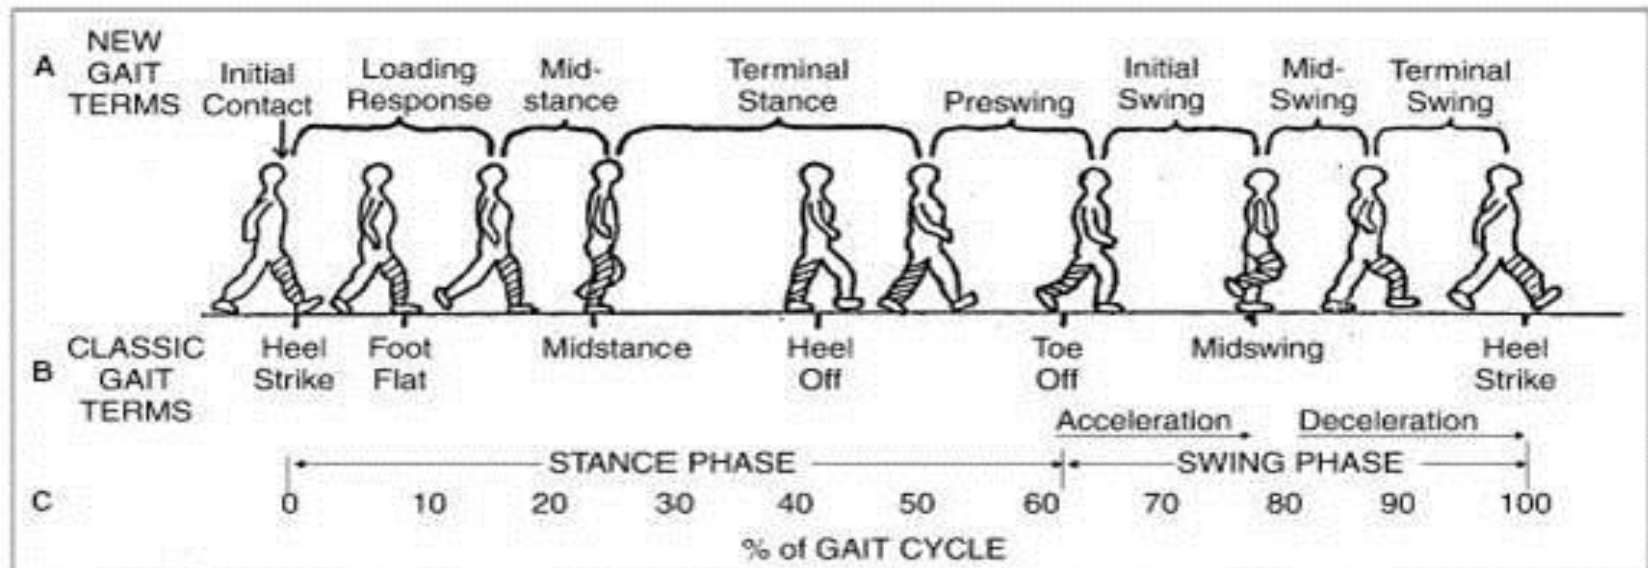 A
NEW
GAIT
TERMS
Initial
Contact
Loading
Response
Mid-
stance
Terminal
Stance
Preswing
Initial
Swing
Mid-
Swing
Terminal
Swing
B
CLASSIC
GAIT
TERMS
Heel
Strike
Foot
Flat
Midstance
Heel
Off
Toe
Off
Midswing
Heel
Strike
Acceleration
Deceleration
STANCE PHASE
SWING PHASE
C
0 10 20 30 40 50 60 70 80 90 100
% of GAIT CYCLE